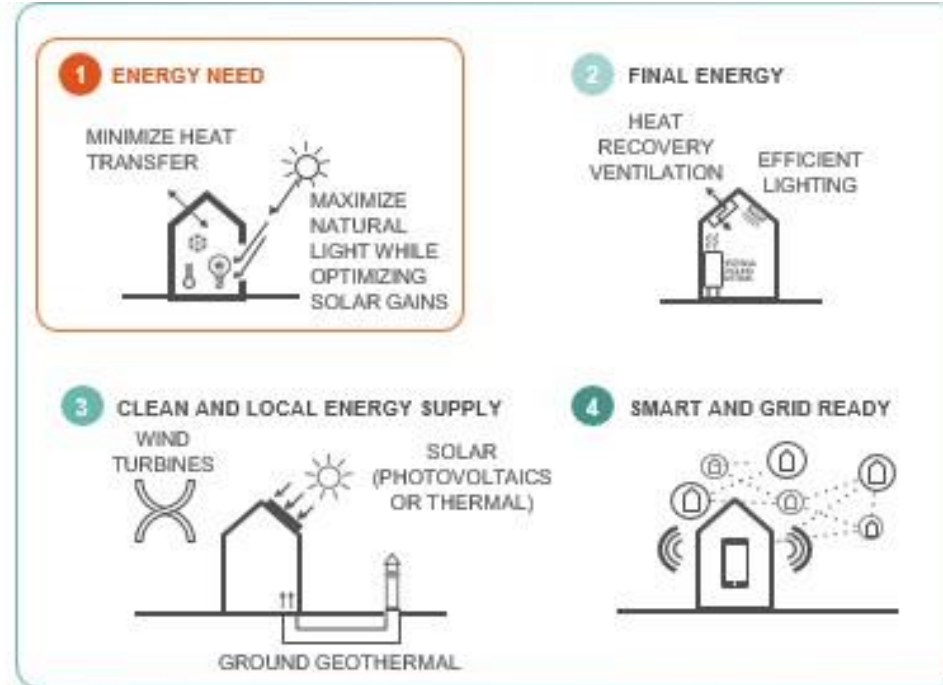 1 ENERGY NEED
MINIMIZE HEAT
TRANSFER
MAXIMIZE
NATURAL
LIGHT WHILE
OPTIMIZING
SOLAR GAINS
2 FINAL ENERGY
HEAT
RECOVERY
VENTILATION
EFFICIENT
LIGHTING
3 CLEAN AND LOCAL ENERGY SUPPLY
WIND
TURBINES
SOLAR
(PHOTOVOLTAICS
OR THERMAL)
GROUND GEOTHERMAL
4 SMART AND GRID READY